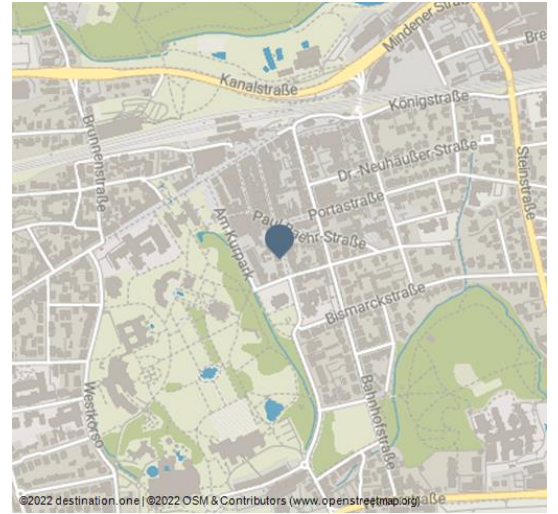 Mindener Stra
Bre
Kanalstraße
Königstraße
Brunnenstraße
Dr.-Neuhäußer-Straße
Steinstraße
Portastraße
Am Kurpark
Bismarckstraße
Westkorso
Bahnhofstraße
©2022 destination.one | ©2022 OSM & Contributors (www.openstreetmap.org)
straße